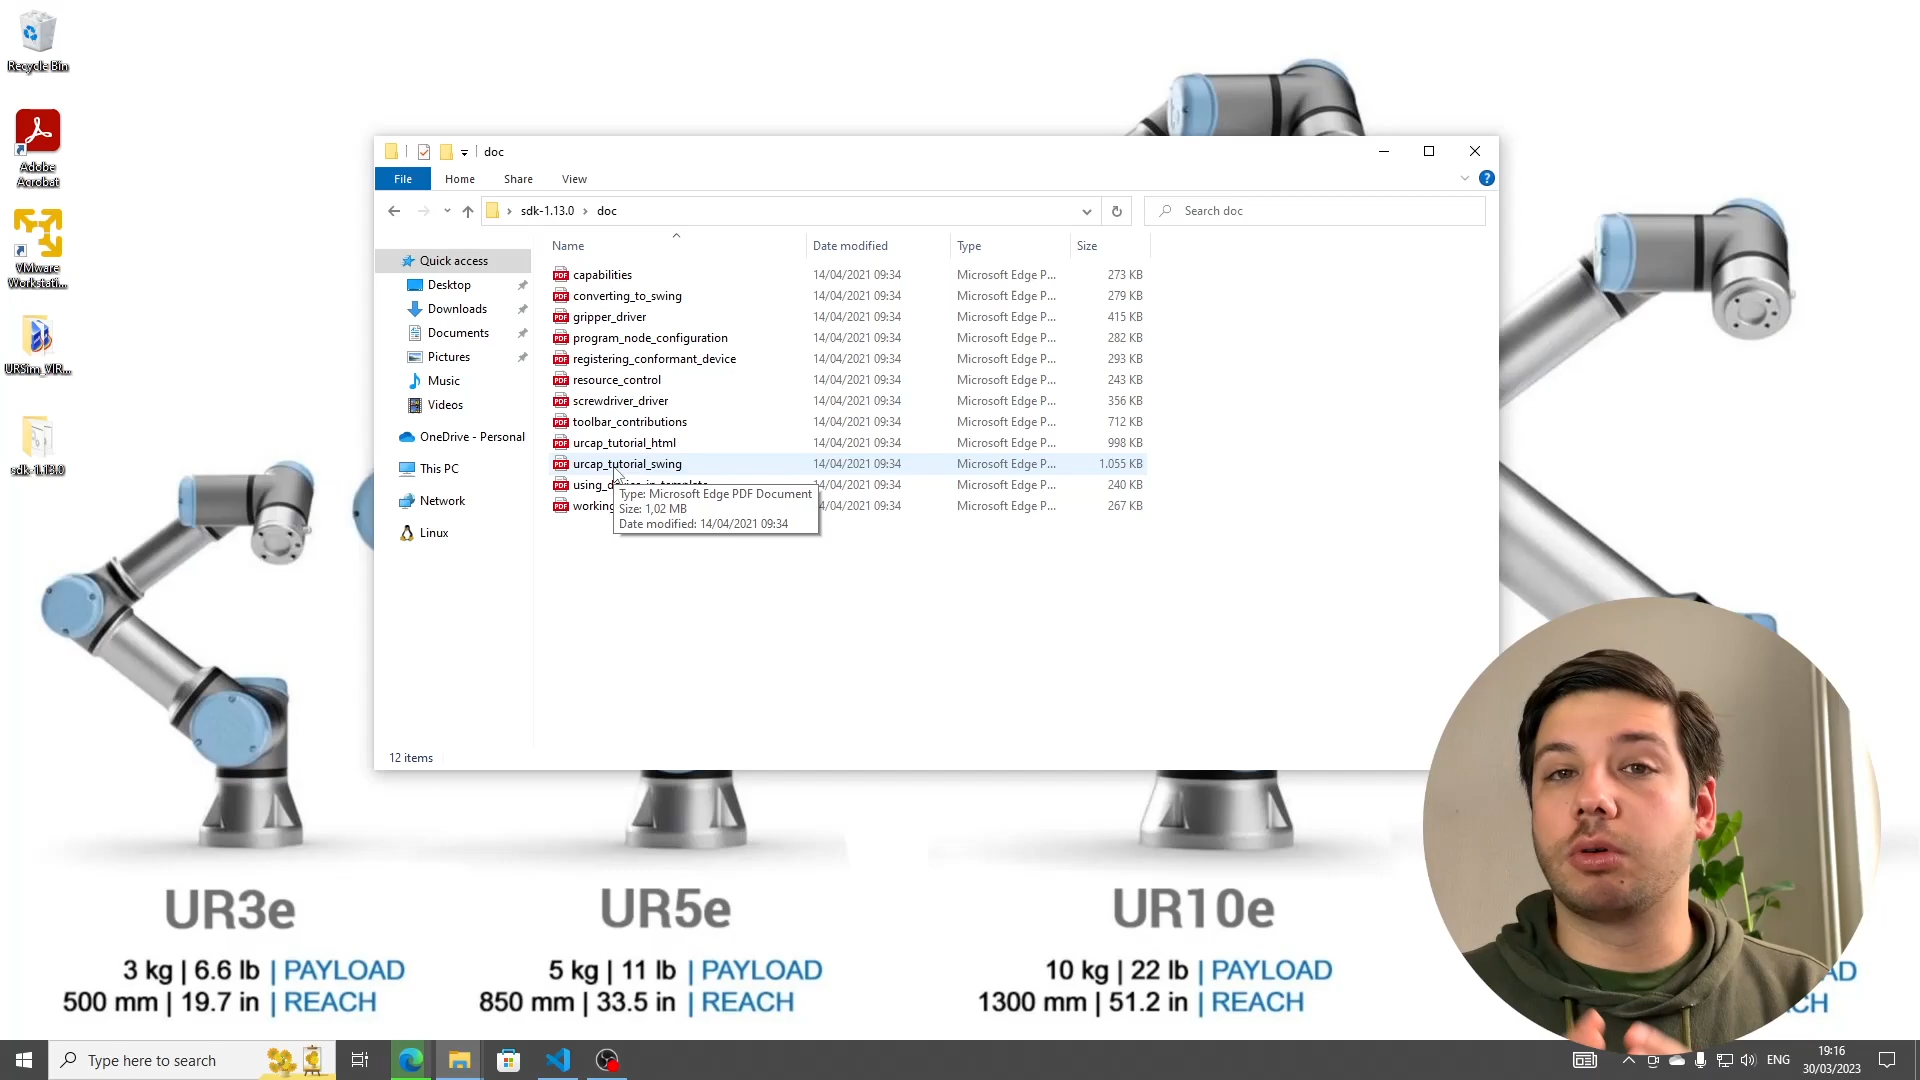 Recycle Bin
Adobe
Acrobat
VMware
Workstati...
URSim_VIR...
sdk-1.13.0
doc
File
Home
Share
View
sdk-1.13.0 > doc
Search doc
Name
Date modified
Type
Size
Quick access
Desktop
Downloads
Documents
Pictures
Music
Videos
OneDrive - Personal
This PC
Network
Linux
capabilities 14/04/2021 09:34 Microsoft Edge P... 273 KB
converting_to_swing 14/04/2021 09:34 Microsoft Edge P... 279 KB
gripper_driver 14/04/2021 09:34 Microsoft Edge P... 415 KB
program_node_configuration 14/04/2021 09:34 Microsoft Edge P... 282 KB
registering_conformant_device 14/04/2021 09:34 Microsoft Edge P... 293 KB
resource_control 14/04/2021 09:34 Microsoft Edge P... 243 KB
screwdriver_driver 14/04/2021 09:34 Microsoft Edge P... 356 KB
toolbar_contributions 14/04/2021 09:34 Microsoft Edge P... 712 KB
urcap_tutorial_html 14/04/2021 09:34 Microsoft Edge P... 998 KB
urcap_tutorial_swing 14/04/2021 09:34 Microsoft Edge P... 1.055 KB
4/04/2021 09:34 Microsoft Edge P... 240 KB
working 4/04/2021 09:34 Microsoft Edge P... 267 KB
Type: Microsoft Edge PDF Document
Size: 1,02 MB
Date modified: 14/04/2021 09:34
12 items
UR3e
3 kg | 6.6 lb | PAYLOAD
500 mm | 19.7 in | REACH
UR5e
5 kg | 11 lb | PAYLOAD
850 mm | 33.5 in | REACH
UR10e
10 kg | 22 lb | PAYLOAD
1300 mm | 51.2 in | REACH
AD
CH
Type here to search
ENG
19:16
30/03/2023